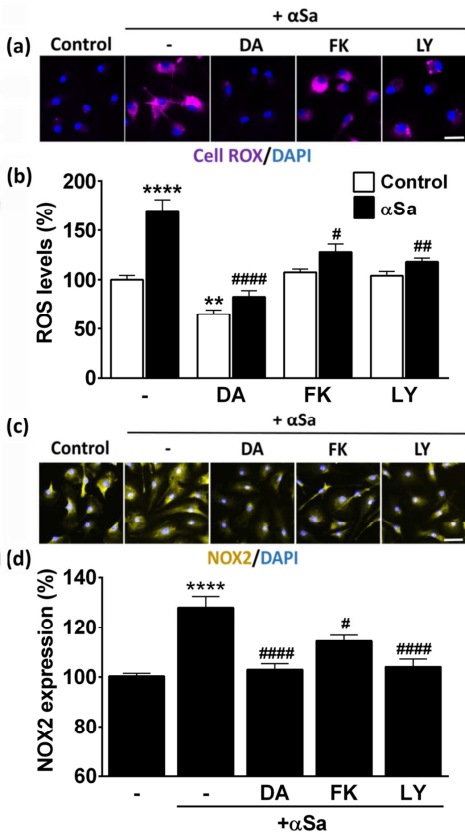 + αSa
(a) Control - DA FK LY
Cell ROX/DAPI
(b)
ROS levels (%)
200
150
100
50
0
Control
αSa
****
**
####
#
##
- DA FK LY
+ αSa
(c) Control - DA FK LY
NOX2/DAPI
(d)
NOX2 expression (%)
140
120
100
80
60
****
####
#
####
- - DA FK LY
+αSa